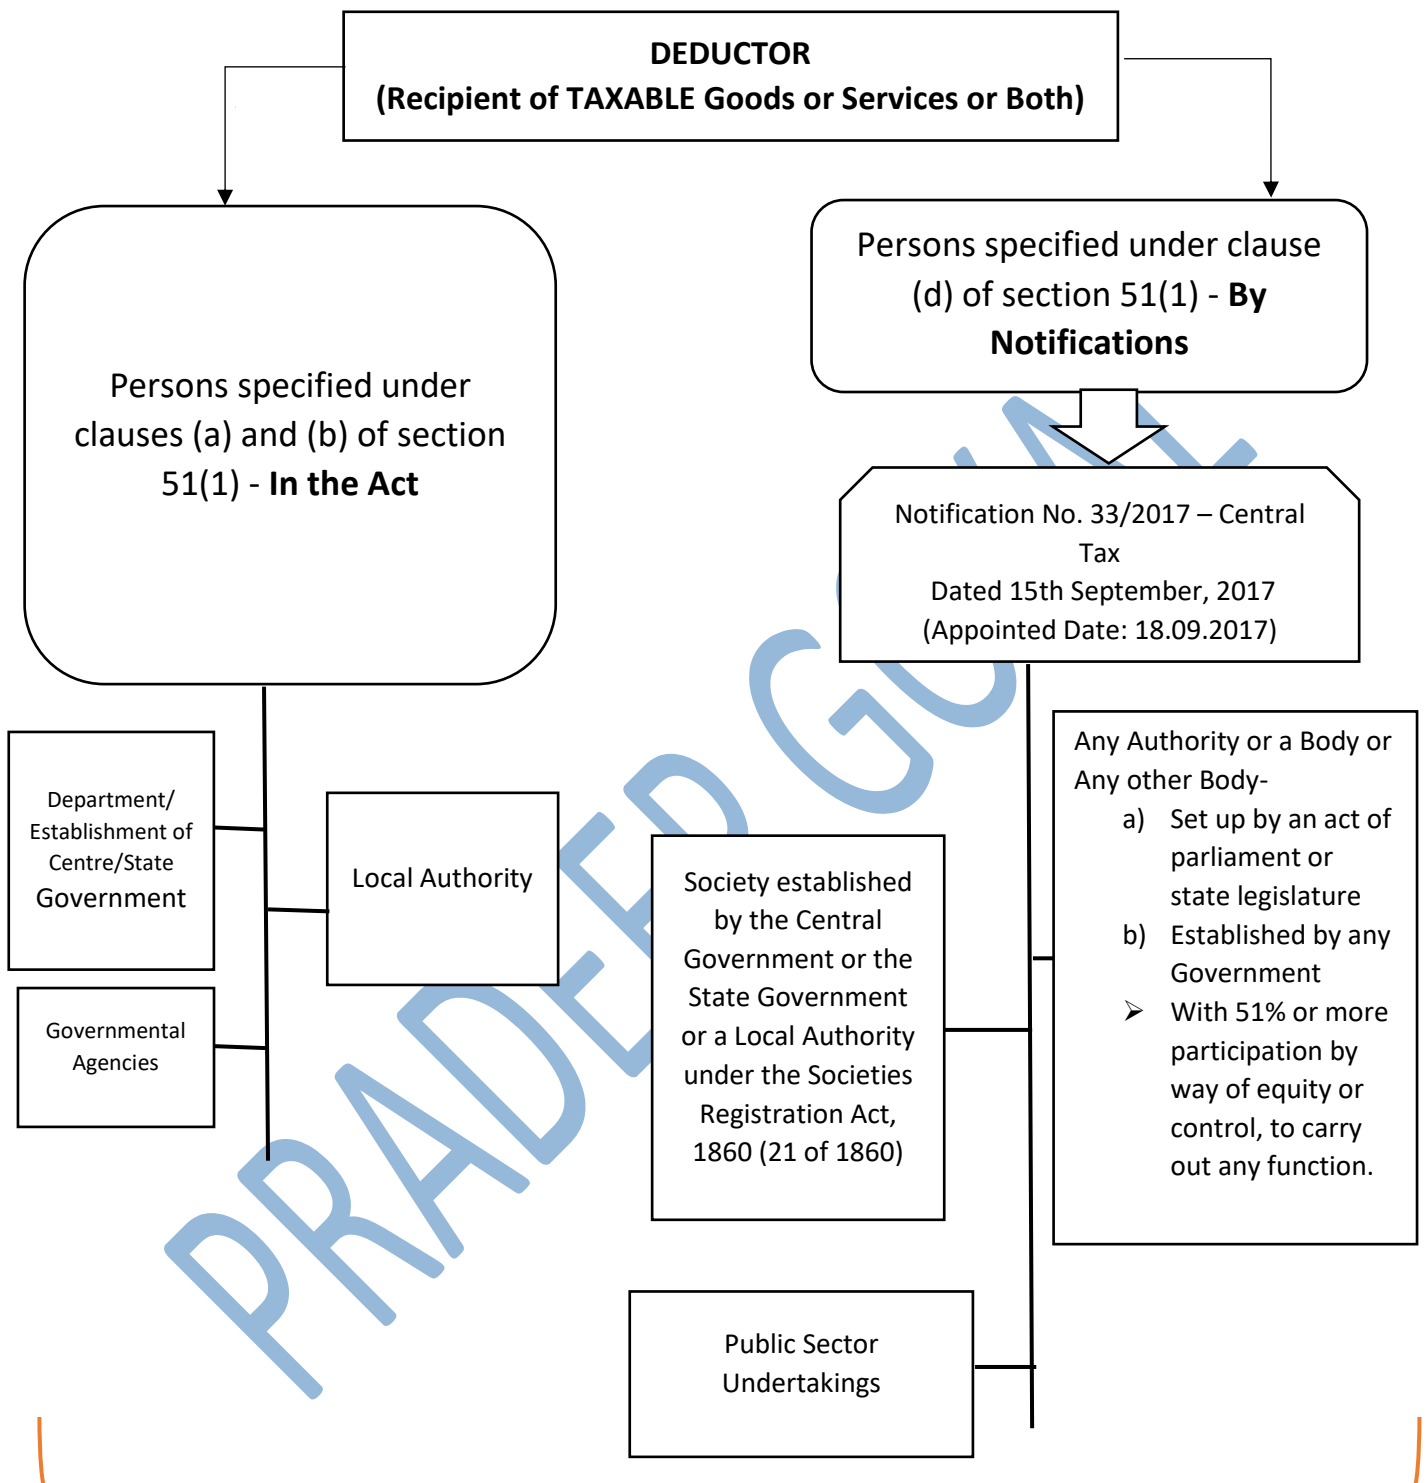 DEDUCTOR
(Recipient of TAXABLE Goods or Services or Both)
Persons specified under
clauses (a) and (b) of section
51(1) - In the Act
Persons specified under clause
(d) of section 51(1) - By
Notifications
Notification No. 33/2017 – Central
Tax
Dated 15th September, 2017
(Appointed Date: 18.09.2017)
Department/
Establishment of
Centre/State
Government
Local Authority
Governmental
Agencies
Society established
by the Central
Government or the
State Government
or a Local Authority
under the Societies
Registration Act,
1860 (21 of 1860)
Any Authority or a Body or
Any other Body-
a) Set up by an act of
parliament or
state legislature
b) Established by any
Government
➢ With 51% or more
participation by
way of equity or
control, to carry
out any function.
Public Sector
Undertakings